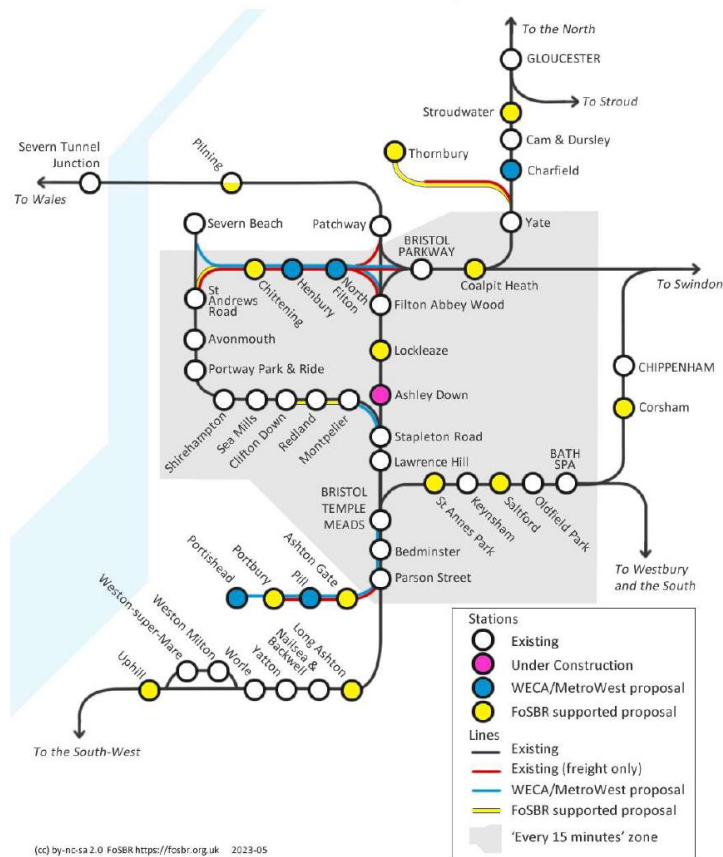 To the North
GLOUCESTER
To Stroud
Stroudwater
Cam & Dursley
Thornbury
Charfield
Severn Tunnel
Junction
Pilning
To Wales
Severn Beach
Patchway
Yate
BRISTOL
PARKWAY
To Swindon
Chittening
Henbury
North
Filton
Coalpit Heath
St
Andrews
Road
Filton Abbey Wood
Avonmouth
Lockleaze
Portway Park & Ride
CHIPPENHAM
Ashley Down
Corsham
Shirehampton
Sea Mills
Clifton Down
Redland
Montpelier
Stapleton Road
Lawrence Hill
BATH
SPA
BRISTOL
TEMPLE
MEADS
St Annes Park
Keynsham
Saltford
Oldfield Park
Bedminster
To Westbury
and the South
Portishead
Portbury
Pill
Ashton Gate
Parson Street
Uphill
Weston-super-Mare
Weston Milton
Worle
Yatton
Nailsea &
Backwell
Long Ashton
To the South-West
Stations
Existing
Under Construction
WECA/MetroWest proposal
FoSBR supported proposal
Lines
Existing
Existing (freight only)
WECA/MetroWest proposal
FoSBR supported proposal
'Every 15 minutes' zone
(cc) by-nc-sa 2.0 FoSBR https://fosbr.org.uk 2023-05